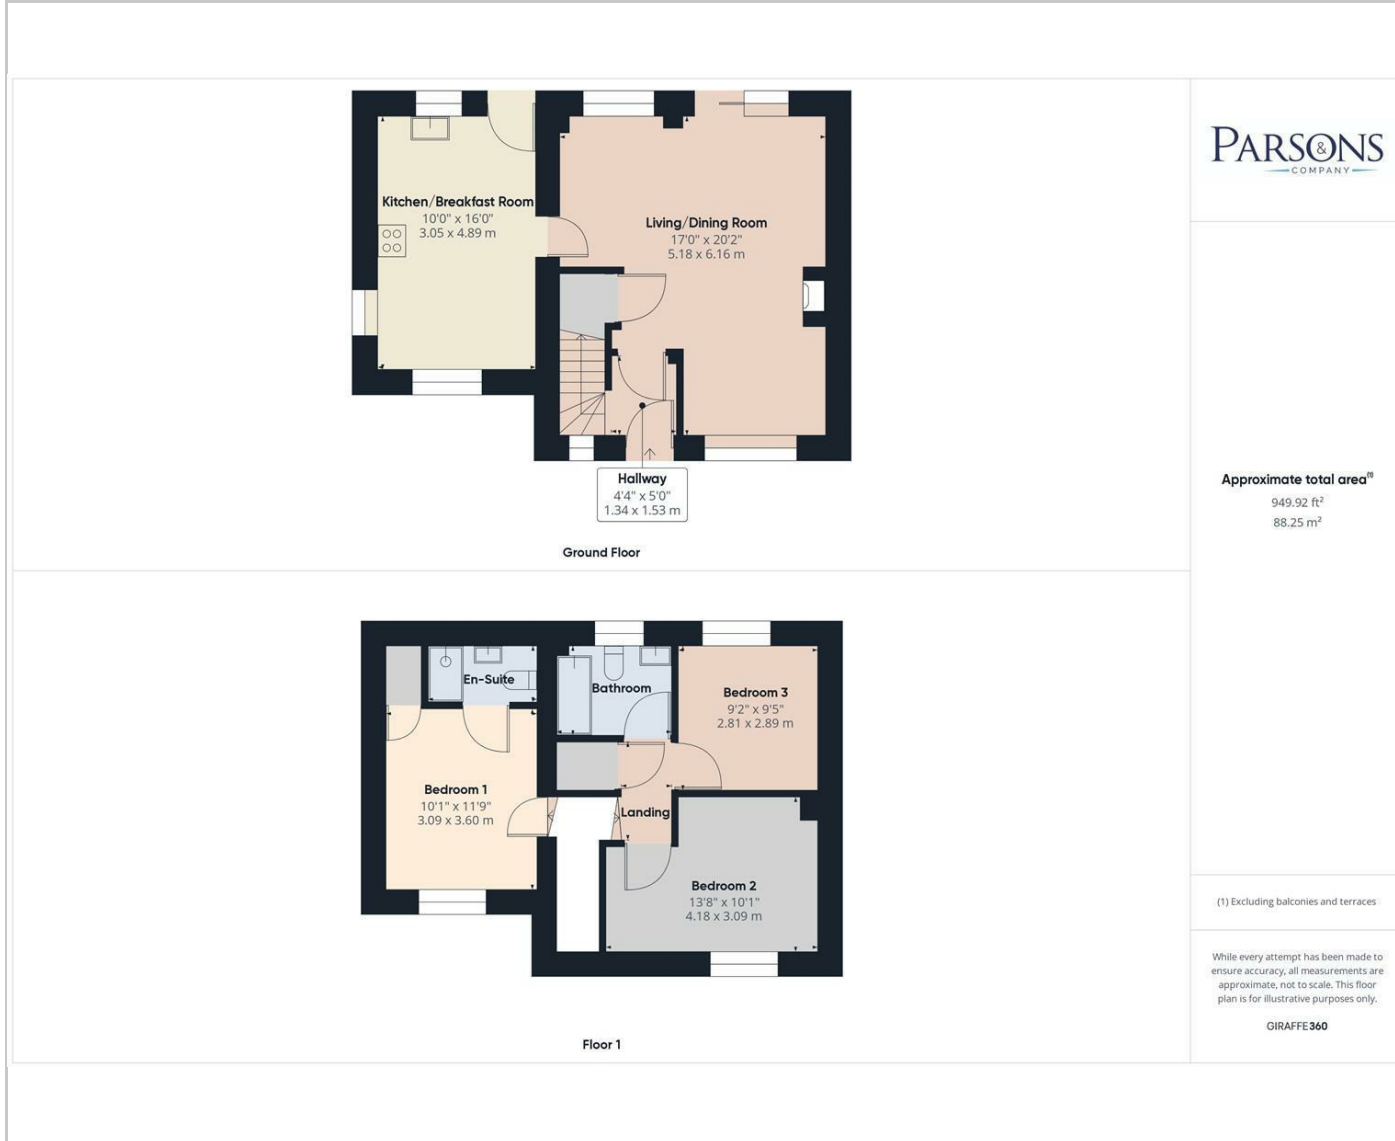 Kitchen/Breakfast Room
10'0" x 16'0"
3.05 x 4.89 m
Living/Dining Room
17'0" x 20'2"
5.18 x 6.16 m
Hallway
4'4" x 5'0"
1.34 x 1.53 m
Ground Floor
En-Suite
Bathroom
Bedroom 3
9'2" x 9'5"
2.81 x 2.89 m
Bedroom 1
10'1" x 11'9"
3.09 x 3.60 m
Landing
Bedroom 2
13'8" x 10'1"
4.18 x 3.09 m
Floor 1
PARSONS
&
COMPANY
Approximate total area(1)
949.92 ft²
88.25 m²
(1) Excluding balconies and terraces
While every attempt has been made to
ensure accuracy, all measurements are
approximate, not to scale. This floor
plan is for illustrative purposes only.
GIRAFFE360